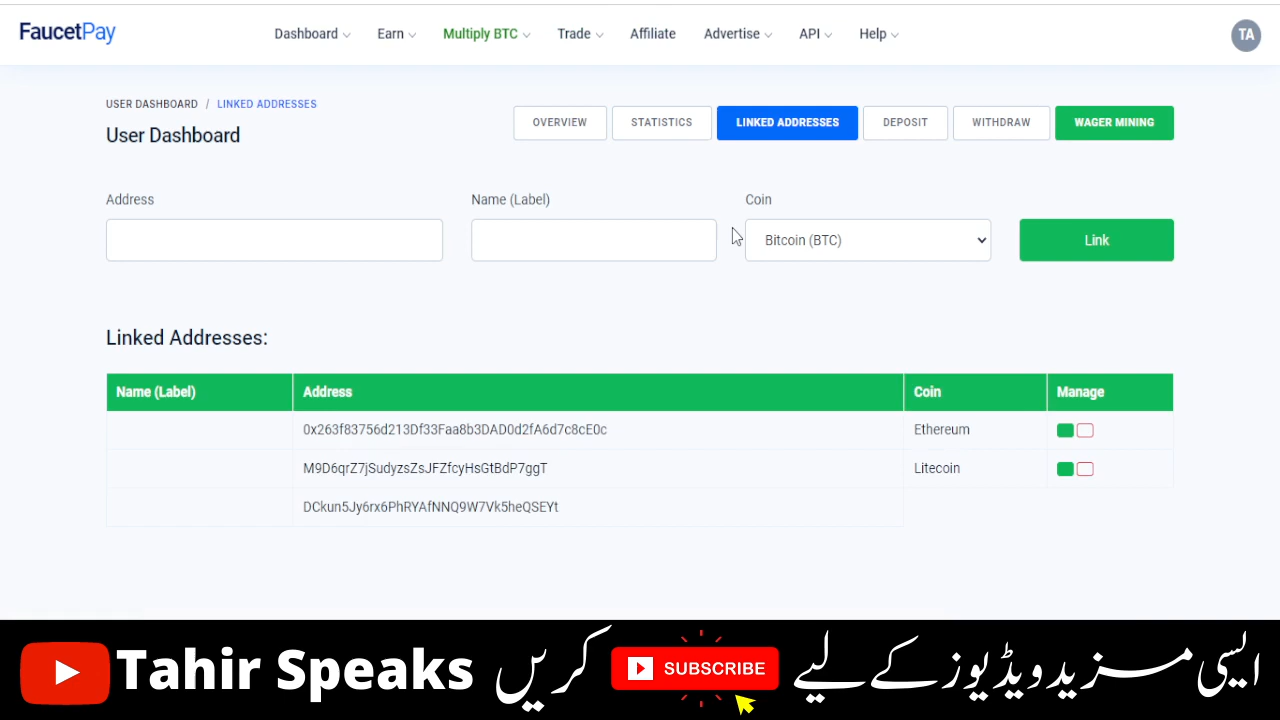 FaucetPay
Dashboard Earn Multiply BTC Trade Affiliate Advertise API Help
TA
USER DASHBOARD / LINKED ADDRESSES
User Dashboard
OVERVIEW STATISTICS LINKED ADDRESSES DEPOSIT WITHDRAW WAGER MINING
Address Name (Label) Coin
Bitcoin (BTC) Link
Linked Addresses:
Name (Label) Address Coin Manage
0x263f83756d213Df33Faa8b3DAD0d2fA6d7c8cE0c Ethereum
M9D6qrZ7jSudyzsZsJFZfcyHsGtBdP7ggT Litecoin
DCkun5Jy6rx6PhRYAfNNQ9W7Vk5heQSEYt
ایسی مزید ویڈیوز کے لیے SUBSCRIBE کریں Tahir Speaks